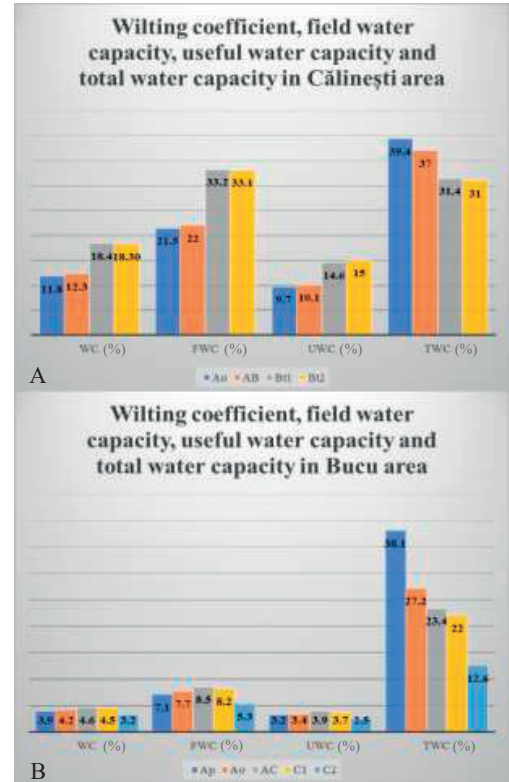 Wilting coefficient, field water
capacity, useful water capacity and
total water capacity in Călinești area
11.8 12.3 18.4 18.30
21.5 22 33.2 33.1
9.7 10.1 14.6 15
39.4 37 31.4 31
WC (%) FWC (%) UWC (%) TWC (%)
Ao AB Bt1 Bt2
A
Wilting coefficient, field water
capacity, useful water capacity and
total water capacity in Bucu area
3.9 4.2 4.6 4.5 3.2
7.1 7.7 8.5 8.2 5.3
3.2 3.4 3.9 3.7 2.5
38.1 27.2 23.4 22 12.6
WC (%) FWC (%) UWC (%) TWC (%)
Ap Ao AC C1 C2
B